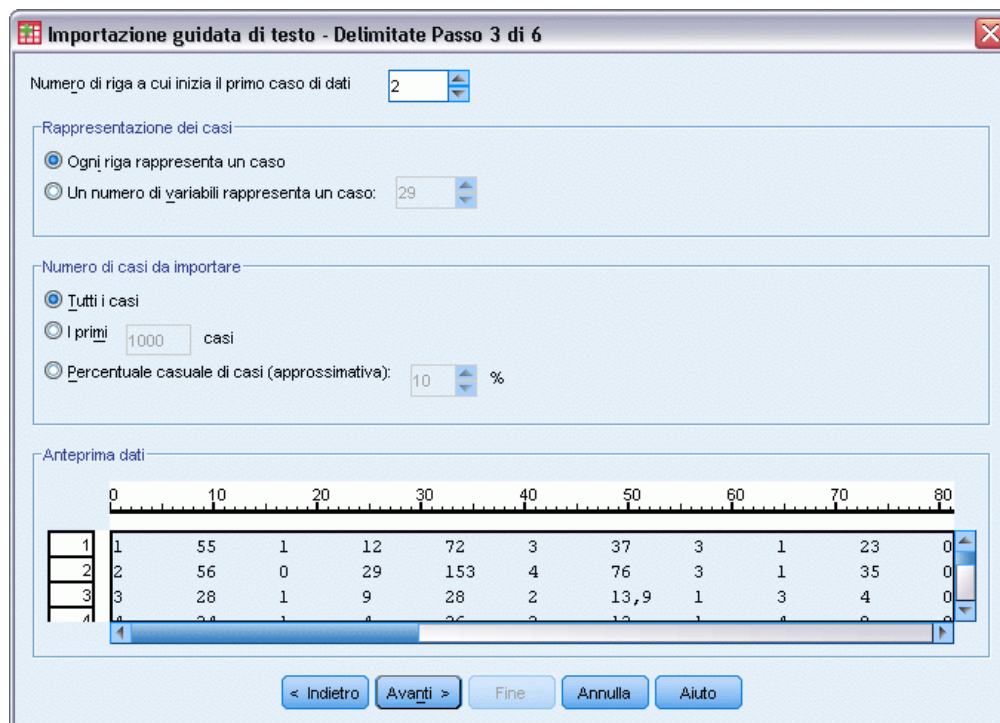 Importazione guidata di testo - Delimitate Passo 3 di 6
Numero di riga a cui inizia il primo caso di dati 2
Rappresentazione dei casi
Ogni riga rappresenta un caso
Un numero di variabili rappresenta un caso: 29
Numero di casi da importare
Tutti i casi
I primi 1000 casi
Percentuale casuale di casi (approssimativa): 10 %
Anteprima dati
0 10 20 30 40 50 60 70 80
1 1 55 1 12 72 3 37 3 1 23 0
2 2 56 0 29 153 4 76 3 1 35 0
3 3 28 1 9 28 2 13,9 1 3 4 0
< Indietro Avanti > Fine Annulla Aiuto